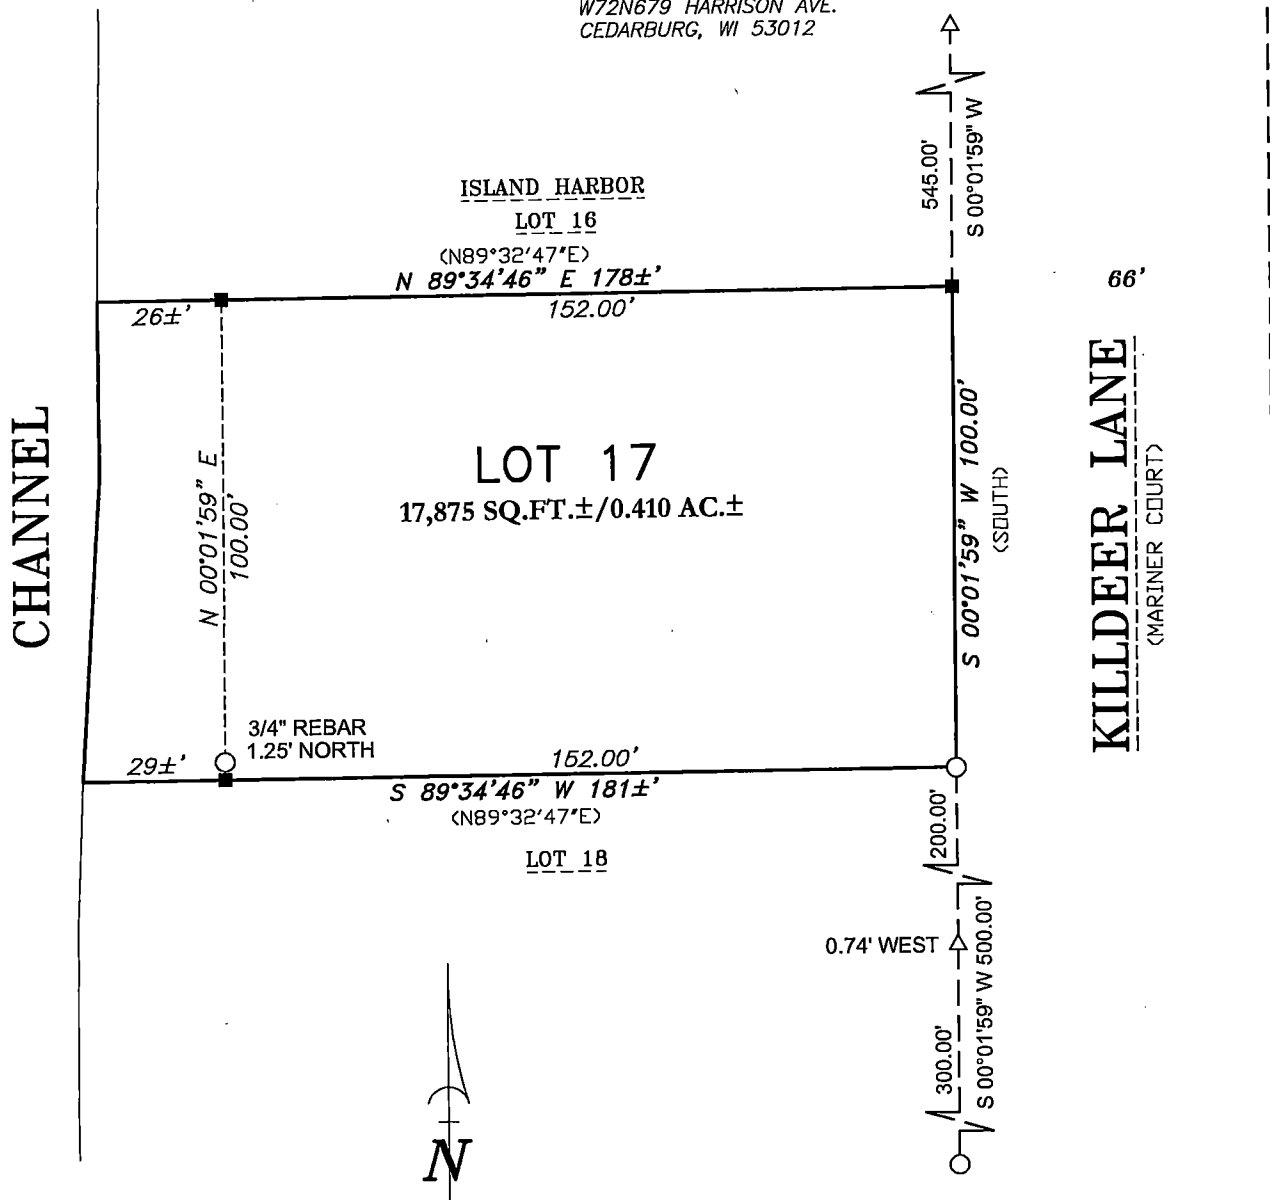 W72N679 HARRISON AVE.
CEDARBURG, WI 53012
545.00'
S 00°01'59" W
ISLAND HARBOR
LOT 16
(N89°32'47"E)
N 89°34'46" E 178±'
66'
26±'
152.00'
CHANNEL
N 00°01'59" E
100.00'
LOT 17
17,875 SQ.FT.±/0.410 AC.±
S 00°01'59" W 100.00'
(SOUTH)
KILLDEER LANE
(MARINER COURT)
3/4" REBAR
1.25' NORTH
29±'
152.00'
S 89°34'46" W 181±'
(N89°32'47"E)
200.00'
LOT 18
0.74' WEST
S 00°01'59" W 500.00'
300.00'
N